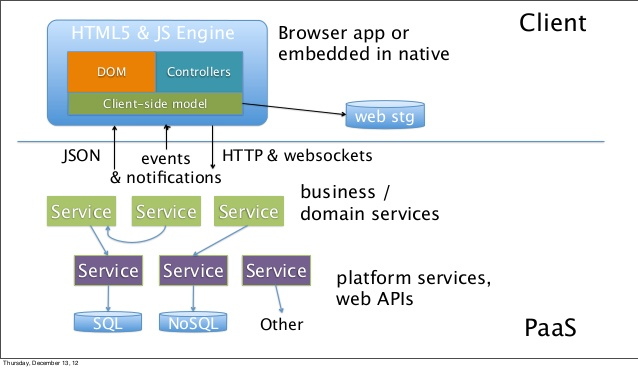 Client
HTML5 & JS Engine
Browser app or
embedded in native
DOM
Controllers
Client-side model
web stg
JSON
events
& notifications
HTTP & websockets
business /
domain services
Service
Service
Service
Service
Service
Service
platform services,
web APIs
SQL
NoSQL
Other
PaaS
Thursday, December 13, 12